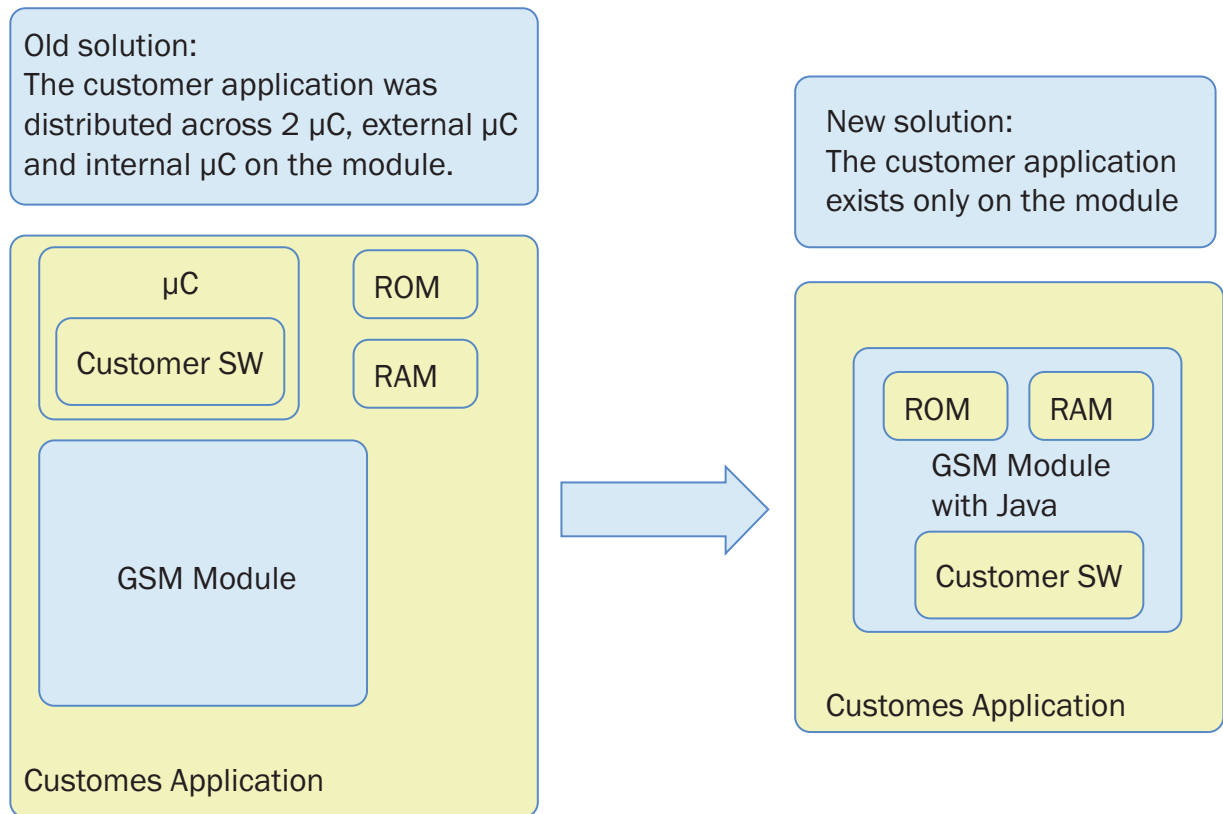 Old solution:
The customer application was
distributed across 2 µC, external µC
and internal µC on the module.
µC
Customer SW
ROM
RAM
GSM Module
Customes Application
New solution:
The customer application
exists only on the module
ROM
RAM
GSM Module
with Java
Customer SW
Customes Application